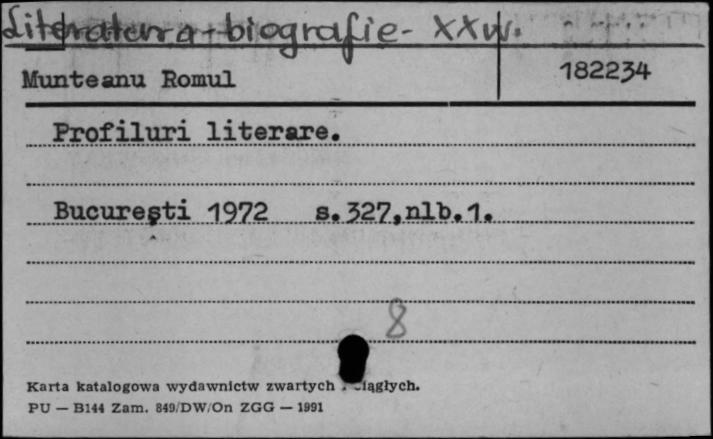 Literatura - biografie - XX w.
Munteanu Romul 182234
Profiluri literare.
Bucureşti 1972 s.327,nlb.1.
8
Karta katalogowa wydawnictw zwartych ciągłych.
PU — B144 Zam. 849/DW/On ZGG — 1991